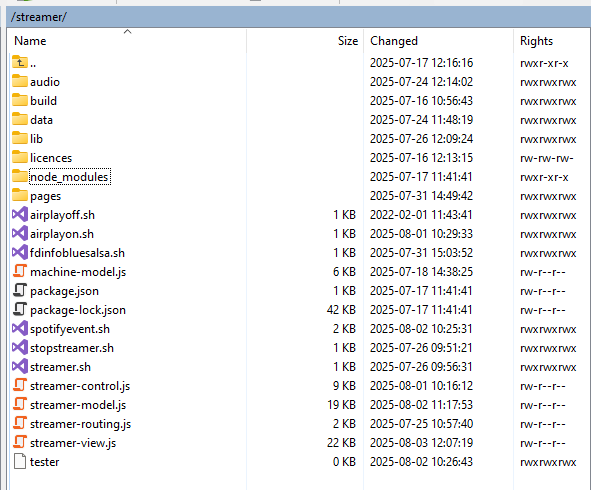 /streamer/
Name Size Changed Rights
.. 2025-07-17 12:16:16 rwxr-xr-x
audio 2025-07-24 12:14:02 rwxrwxrwx
build 2025-07-16 10:56:43 rwxrwxrwx
data 2025-07-24 11:48:19 rwxrwxrwx
lib 2025-07-26 12:09:24 rwxrwxrwx
licences 2025-07-16 12:13:15 rw-rw-rw-
node_modules 2025-07-17 11:41:41 rwxr-xr-x
pages 2025-07-31 14:49:42 rwxrwxrwx
airplayoff.sh 1 KB 2022-02-01 11:43:41 rwxrwxrwx
airplayon.sh 1 KB 2025-08-01 10:29:33 rwxrwxrwx
fdinfobluesalsa.sh 1 KB 2025-07-31 15:03:52 rwxrwxrwx
machine-model.js 6 KB 2025-07-18 14:38:25 rw-r--r--
package.json 1 KB 2025-07-17 11:41:41 rw-r--r--
package-lock.json 42 KB 2025-07-17 11:41:41 rw-r--r--
spotifyevent.sh 2 KB 2025-08-02 10:25:31 rwxrwxrwx
stopstreamer.sh 1 KB 2025-07-26 09:51:21 rwxrwxrwx
streamer.sh 1 KB 2025-07-26 09:56:31 rwxrwxrwx
streamer-control.js 9 KB 2025-08-01 10:16:12 rw-r--r--
streamer-model.js 19 KB 2025-08-02 11:17:53 rw-r--r--
streamer-routing.js 2 KB 2025-07-25 10:57:40 rw-r--r--
streamer-view.js 22 KB 2025-08-03 12:07:19 rw-r--r--
tester 0 KB 2025-08-02 10:26:43 rwxrwxrwx